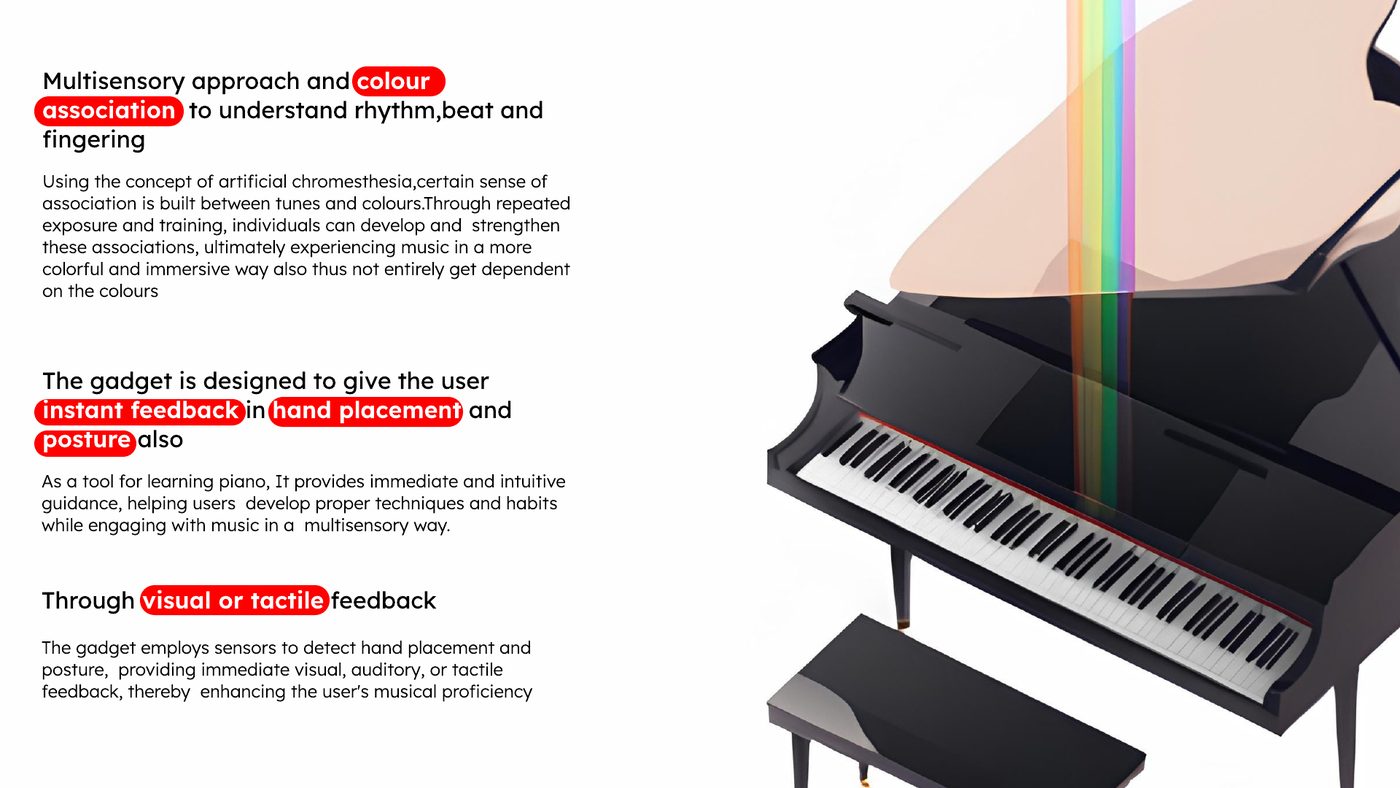 Multisensory approach and colour
association to understand rhythm,beat and
fingering
Using the concept of artificial chromesthesia,certain sense of
association is built between tunes and colours.Through repeated
exposure and training, individuals can develop and  strengthen
these associations, ultimately experiencing music in a more
colorful and immersive way also thus not entirely get dependent
on the colours
The gadget is designed to give the user
instant feedback in hand placement and
posture also
As a tool for learning piano, It provides immediate and intuitive
guidance, helping users  develop proper techniques and habits
while engaging with music in a  multisensory way.
Through visual or tactile feedback
The gadget employs sensors to detect hand placement and
posture,  providing immediate visual, auditory, or tactile
feedback, thereby  enhancing the user's musical proficiency